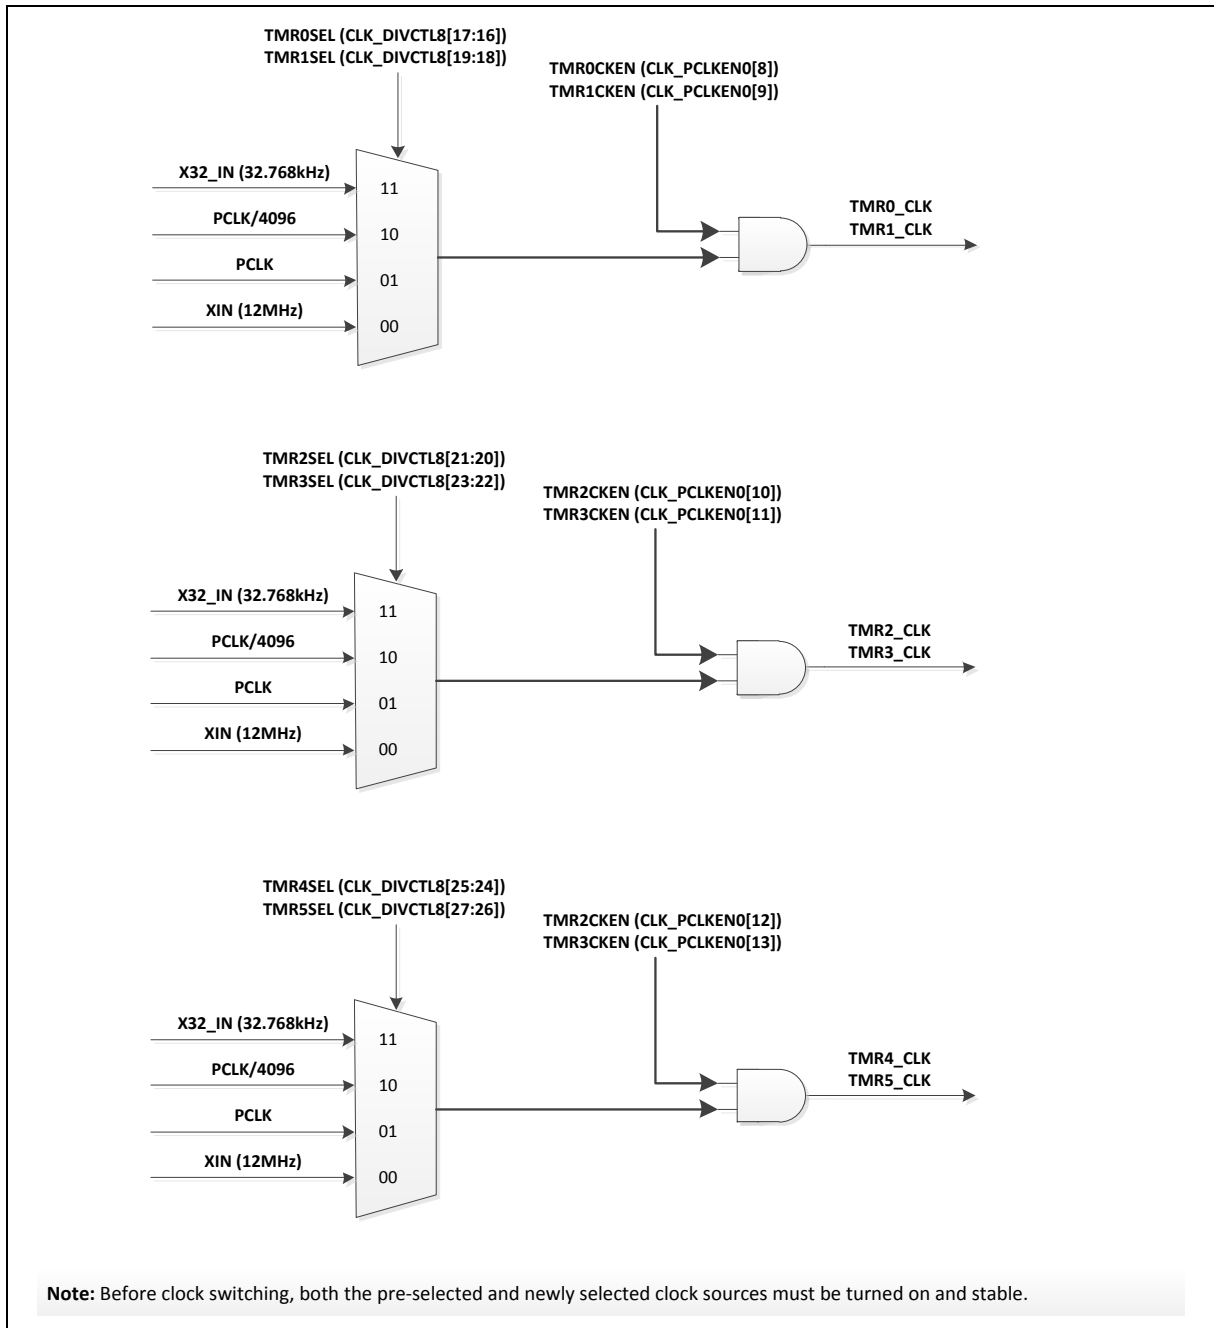 TMR0SEL (CLK_DIVCTL8[17:16])
TMR1SEL (CLK_DIVCTL8[19:18])
TMR0CKEN (CLK_PCLKEN0[8])
TMR1CKEN (CLK_PCLKEN0[9])
X32_IN (32.768kHz)
11
PCLK/4096
10
PCLK
01
XIN (12MHz)
00
TMR0_CLK
TMR1_CLK
TMR2SEL (CLK_DIVCTL8[21:20])
TMR3SEL (CLK_DIVCTL8[23:22])
TMR2CKEN (CLK_PCLKEN0[10])
TMR3CKEN (CLK_PCLKEN0[11])
X32_IN (32.768kHz)
11
PCLK/4096
10
PCLK
01
XIN (12MHz)
00
TMR2_CLK
TMR3_CLK
TMR4SEL (CLK_DIVCTL8[25:24])
TMR5SEL (CLK_DIVCTL8[27:26])
TMR2CKEN (CLK_PCLKEN0[12])
TMR3CKEN (CLK_PCLKEN0[13])
X32_IN (32.768kHz)
11
PCLK/4096
10
PCLK
01
XIN (12MHz)
00
TMR4_CLK
TMR5_CLK
Note: Before clock switching, both the pre-selected and newly selected clock sources must be turned on and stable.